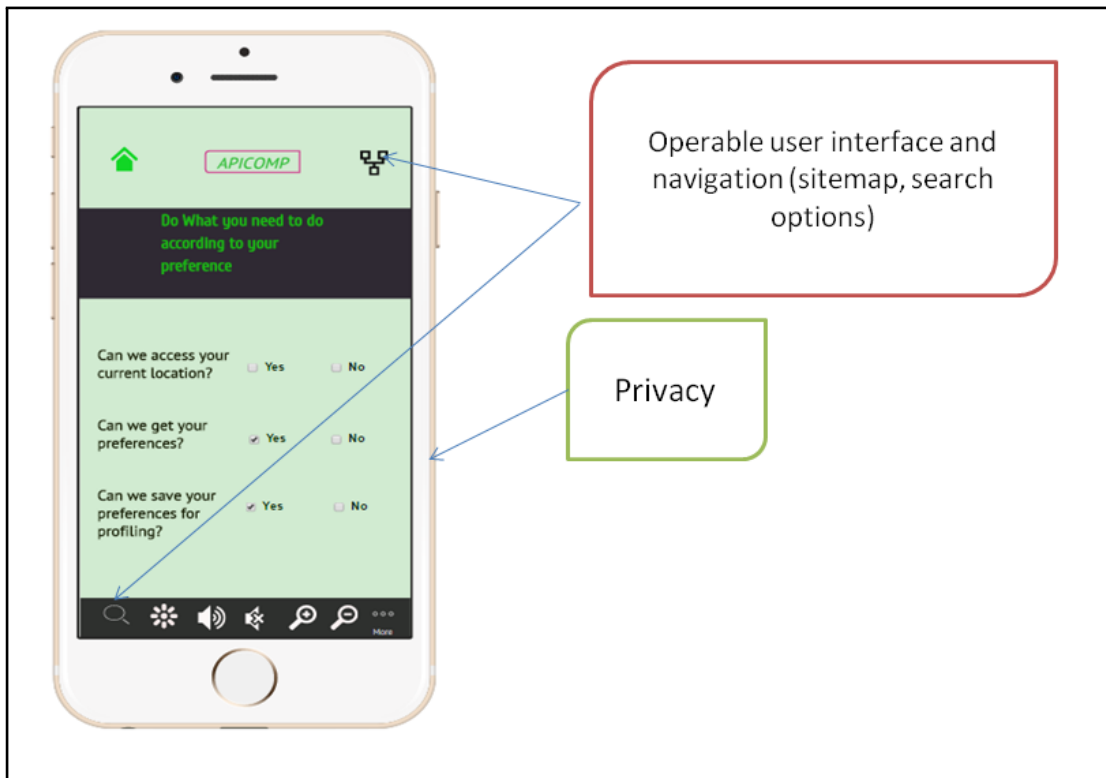 APICOMP
Do What you need to do
according to your
preference
Can we access your
current location?
Yes
No
Can we get your
preferences?
Yes
No
Can we save your
preferences for
profiling?
Yes
No
More
Operable user interface and
navigation (sitemap, search
options)
Privacy